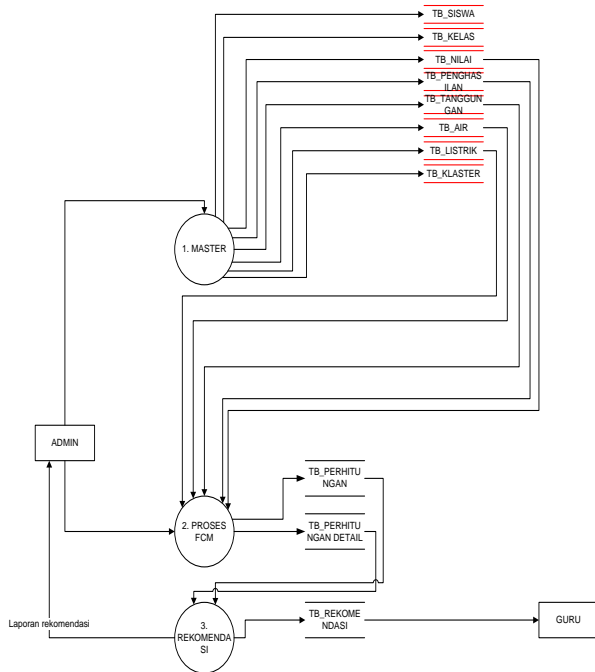 TB_SISWA
TB_KELAS
TB_NILAI
TB_PENGHAS
ILAN
TB_TANGGUN
GAN
TB_AIR
TB_LISTRIK
TB_KLASTER
1. MASTER
ADMIN
TB_PERHITU
NGAN
2. PROSES
FCM
TB_PERHITU
NGAN DETAIL
Laporan rekomendasi
3.
REKOMENDA
SI
TB_REKOME
NDASI
GURU